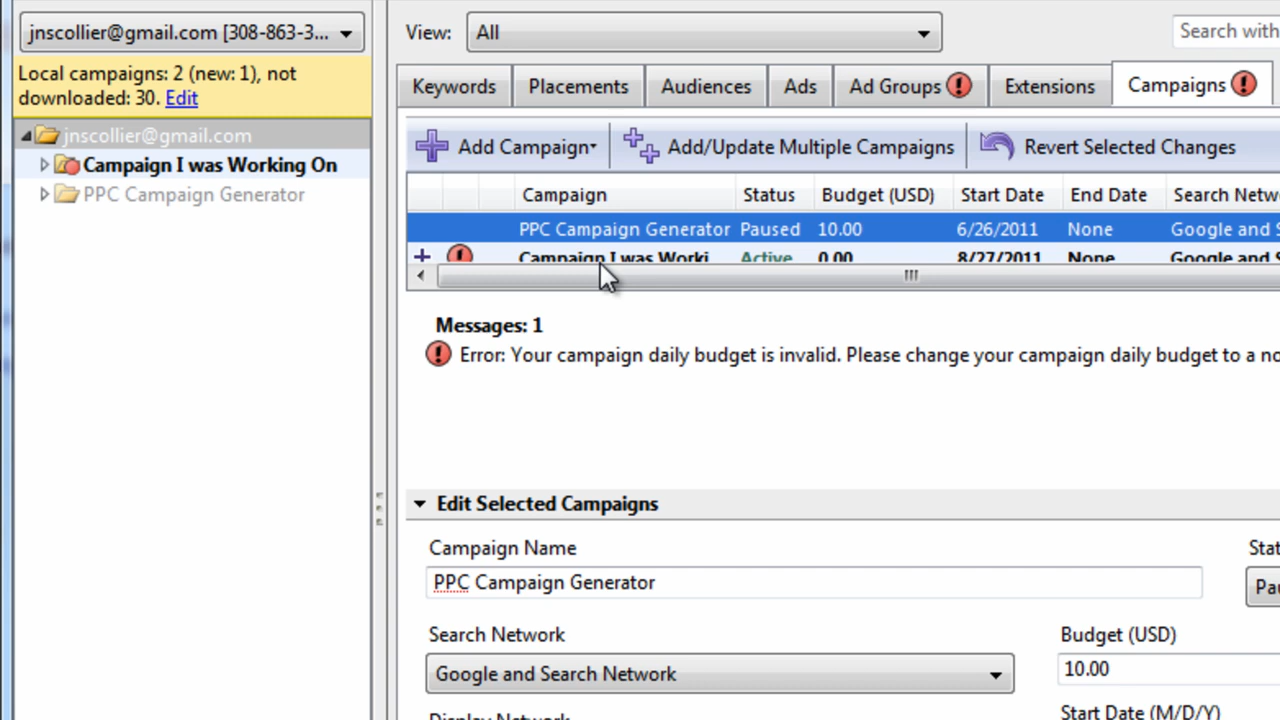 jnscollier@gmail.com [308-863-3...
View:
All
Search with
Local campaigns: 2 (new: 1), not
downloaded: 30. Edit
Keywords
Placements
Audiences
Ads
Ad Groups
Extensions
Campaigns
jnscollier@gmail.com
Campaign I was Working On
PPC Campaign Generator
Add Campaign
Add/Update Multiple Campaigns
Revert Selected Changes
Campaign Status Budget (USD) Start Date End Date Search Netw
PPC Campaign Generator Paused 10.00 6/26/2011 None Google and S
Campaign I was Worki Active 0.00 8/27/2011 None Google and S
Messages: 1
Error: Your campaign daily budget is invalid. Please change your campaign daily budget to a no
Edit Selected Campaigns
Campaign Name
Stat
PPC Campaign Generator
Pau
Search Network
Budget (USD)
Google and Search Network
10.00
Display Network
Start Date (M/D/Y)